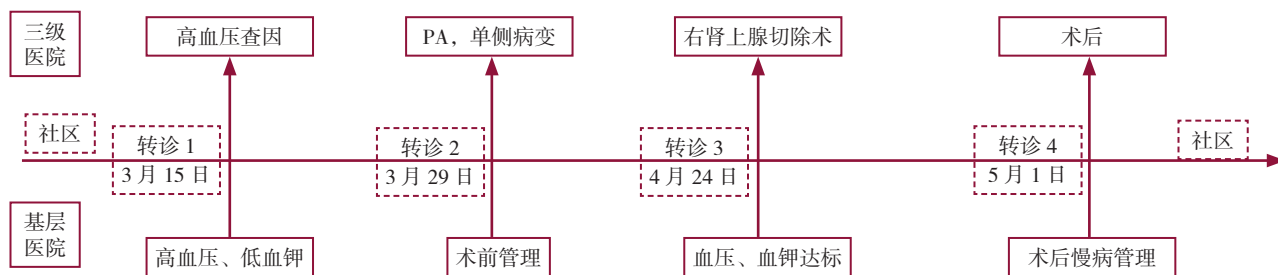 三级
医院
高血压查因
PA，单侧病变
右肾上腺切除术
术后
社区
转诊 1
3 月 15 日
转诊 2
3 月 29 日
转诊 3
4 月 24 日
转诊 4
5 月 1 日
社区
基层
医院
高血压、低血钾
术前管理
血压、血钾达标
术后慢病管理